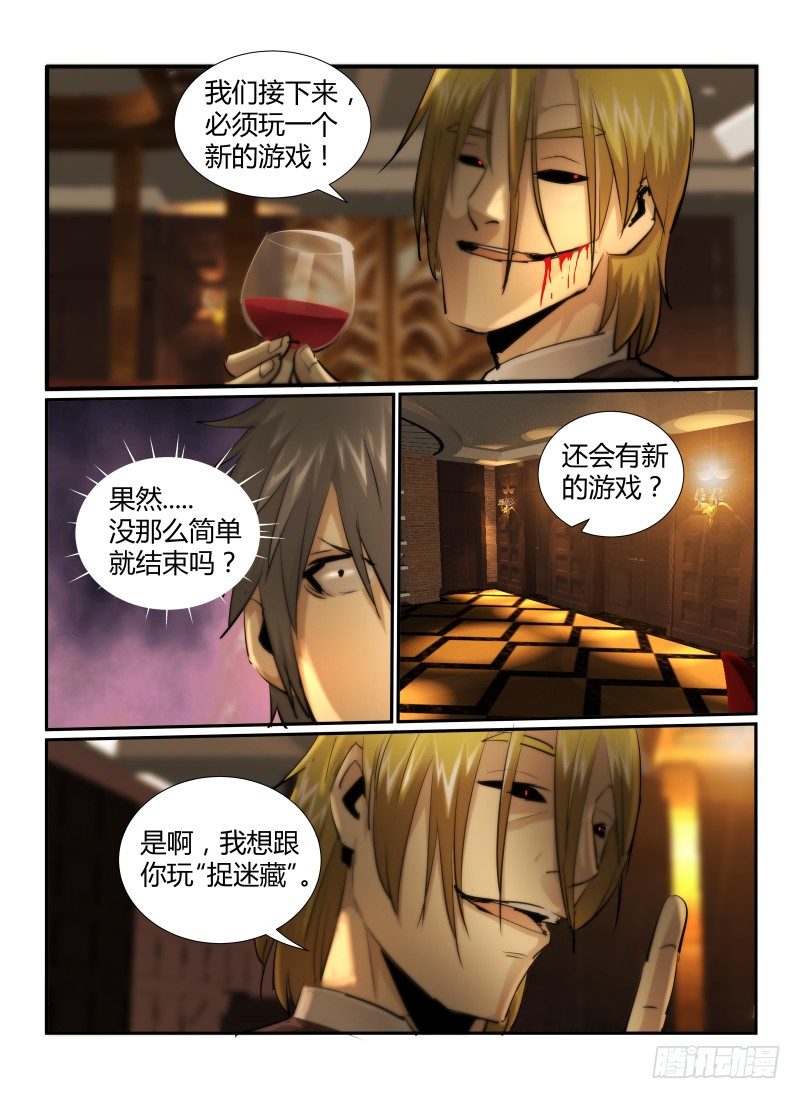 我们接下来，
必须玩一个
新的游戏！
果然.....
没那么简单
就结束吗？
还会有新
的游戏？
是啊，我想跟
你玩“捉迷藏”。
腾讯动漫